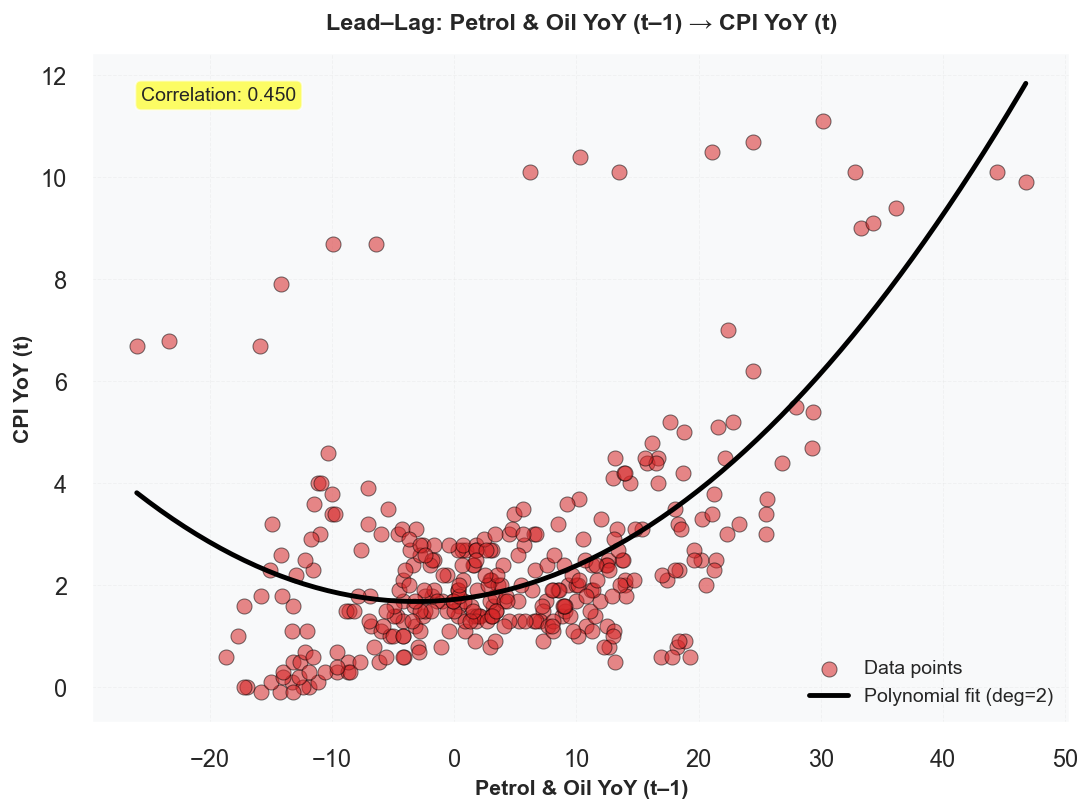 Lead–Lag: Petrol & Oil YoY (t–1) → CPI YoY (t)
Correlation: 0.450
12
10
8
6
4
2
0
CPI YoY (t)
Data points
Polynomial fit (deg=2)
−20 −10 0 10 20 30 40 50
Petrol & Oil YoY (t–1)